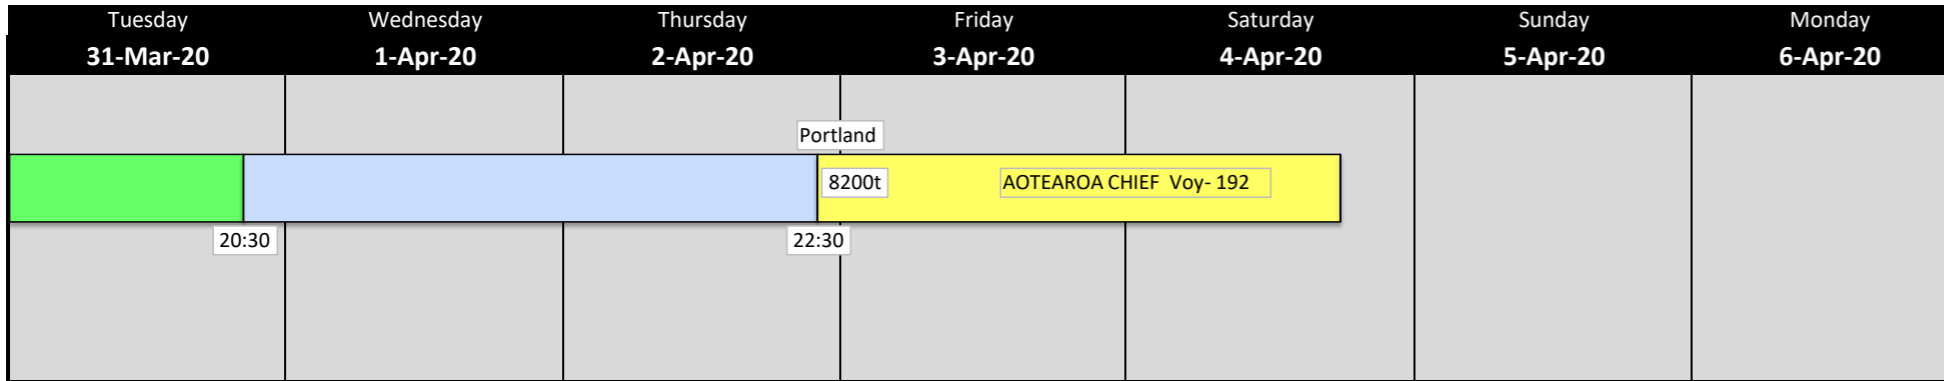 Tuesday Wednesday Thursday Friday Saturday Sunday Monday
31-Mar-20 1-Apr-20 2-Apr-20 3-Apr-20 4-Apr-20 5-Apr-20 6-Apr-20
Portland
8200t AOTEAROA CHIEF Voy- 192
20:30 22:30